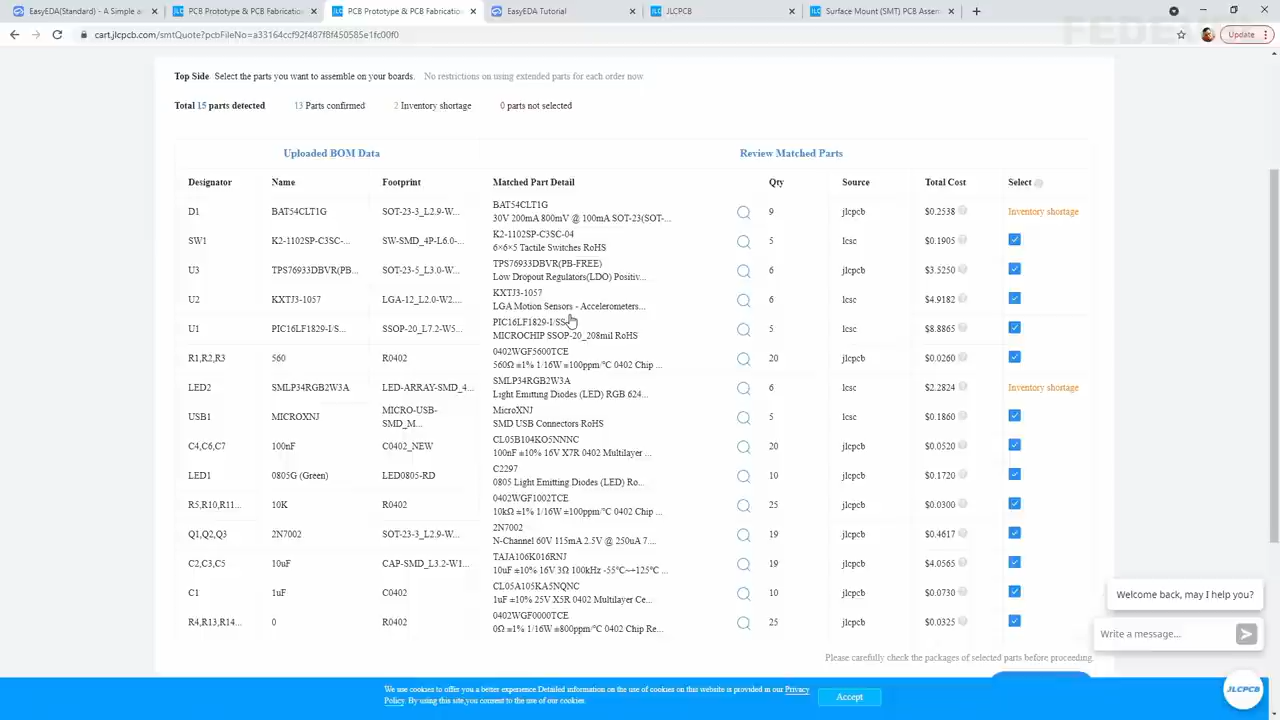 EasyEDA(Standard) - A Simple a
PCB Prototype & PCB Fabrication
PCB Prototype & PCB Fabrication
EasyEDA Tutorial
JLCPCB
Surface Mount (SMT) PCB Assem
cart.jlcpcb.com/smtQuote?pcbFileNo=a33164ccf92f487f8f450585e1fc00f0
Update
Top Side. Select the parts you want to assemble on your boards. No restrictions on using extended parts for each order now.
Total 15 parts detected 13 Parts confirmed 2 Inventory shortage 0 parts not selected
Uploaded BOM Data Review Matched Parts
Designator Name Footprint Matched Part Detail Qty Source Total Cost Select
D1 BAT54CLT1G SOT-23-3_L2.9-W... BAT54CLT1G 9 jlcpcb $0.2538 Inventory shortage
30V 200mA 800mV @ 100mA SOT-23(SOT-...
SW1 K2-1102SP-C3SC-... SW-SMD_4P-L6.0-... K2-1102SP-C3SC-04 5 lcsc $0.1905
6×6×5 Tactile Switches RoHS
U3 TPS76933DBVR(PB... SOT-23-5_L3.0-W... TPS76933DBVR(PB-FREE) 6 jlcpcb $3.5250
Low Dropout Regulators(LDO) Positiv...
U2 KXTJ3-1057 LGA-12_L2.0-W2.... KXTJ3-1057 6 lcsc $4.9182
LGA Motion Sensors - Accelerometers...
U1 PIC16LF1829-I/S... SSOP-20_L7.2-W5... PIC16LF1829-I/SS 5 lcsc $8.8865
MICROCHIP SSOP-20_208mil RoHS
R1,R2,R3 560 R0402 0402WGF5600TCE 20 jlcpcb $0.0260
560Ω ±1% 1/16W ±100ppm/℃ 0402 Chip ...
LED2 SMLP34RGB2W3A LED-ARRAY-SMD_4... SMLP34RGB2W3A 6 lcsc $2.2824 Inventory shortage
Light Emitting Diodes (LED) RGB 624...
USB1 MICROXNJ MICRO-USB-SMD_M... MicroXNJ 5 lcsc $0.1860
SMD USB Connectors RoHS
C4,C6,C7 100nF C0402_NEW CL05B104KO5NNNC 20 jlcpcb $0.0520
100nF ±10% 16V X7R 0402 Multilayer ...
LED1 0805G (Green) LED0805-RD C2297 10 jlcpcb $0.1720
0805 Light Emitting Diodes (LED) Ro...
R5,R10,R11... 10K R0402 0402WGF1002TCE 25 jlcpcb $0.0300
10kΩ ±1% 1/16W ±100ppm/℃ 0402 Chip ...
Q1,Q2,Q3 2N7002 SOT-23-3_L2.9-W... 2N7002 19 jlcpcb $0.4617
N-Channel 60V 115mA 2.5V @ 250uA 7....
C2,C3,C5 10uF CAP-SMD_L3.2-W1... TAJA106K016RNJ 19 jlcpcb $4.0565
10uF ±10% 16V 3Ω 100kHz -55℃~+125℃ ...
C1 1uF C0402 CL05A105KA5NQNC 10 jlcpcb $0.0730
1uF ±10% 25V X5R 0402 Multilayer Ce...
R4,R13,R14... 0 R0402 0402WGF0000TCE 25 jlcpcb $0.0325
0Ω ±1% 1/16W ±800ppm/℃ 0402 Chip Re...
Please carefully check the packages of selected parts before proceeding.
Welcome back, may I help you?
Write a message...
We use cookies to offer you a better experience.Detailed information on the use of cookies on this website is provided in our Privacy
Policy. By using this site,you consent to the use of our cookies.
Accept
JLCPCB